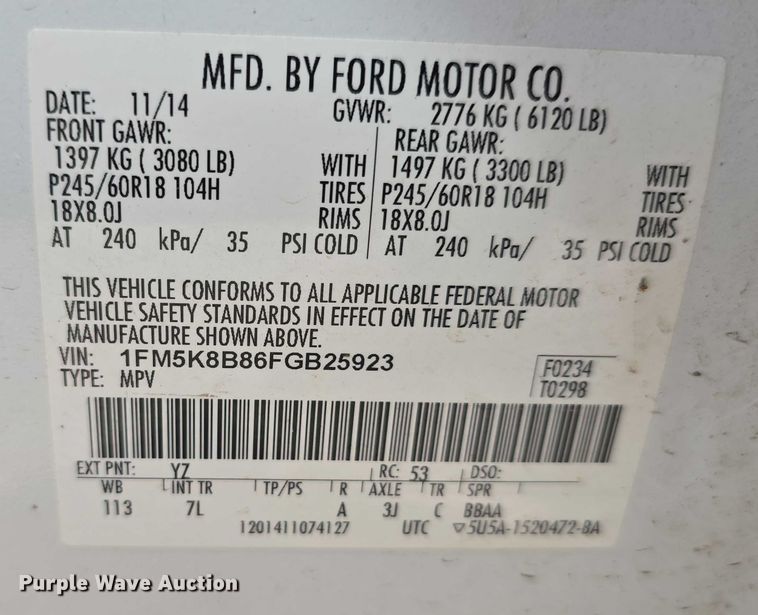 MFD. BY FORD MOTOR CO.
DATE: 11/14 GVWR: 2776 KG ( 6120 LB)
FRONT GAWR: REAR GAWR:
1397 KG ( 3080 LB) WITH 1497 KG ( 3300 LB) WITH
P245/60R18 104H TIRES P245/60R18 104H TIRES
18X8.0J RIMS 18X8.0J RIMS
AT 240 kPa/ 35 PSI COLD AT 240 kPa/ 35 PSI COLD
THIS VEHICLE CONFORMS TO ALL APPLICABLE FEDERAL MOTOR
VEHICLE SAFETY STANDARDS IN EFFECT ON THE DATE OF
MANUFACTURE SHOWN ABOVE.
VIN: 1FM5K8B86FGB25923
TYPE: MPV
F0234
T0298
EXT PNT: YZ RC: 53 DSO:
WB INT TR TP/PS R AXLE TR SPR
113 7L A 3J C BBAA
1201411074127 UTC ▽5U5A-1520472-BA
Purple Wave Auction